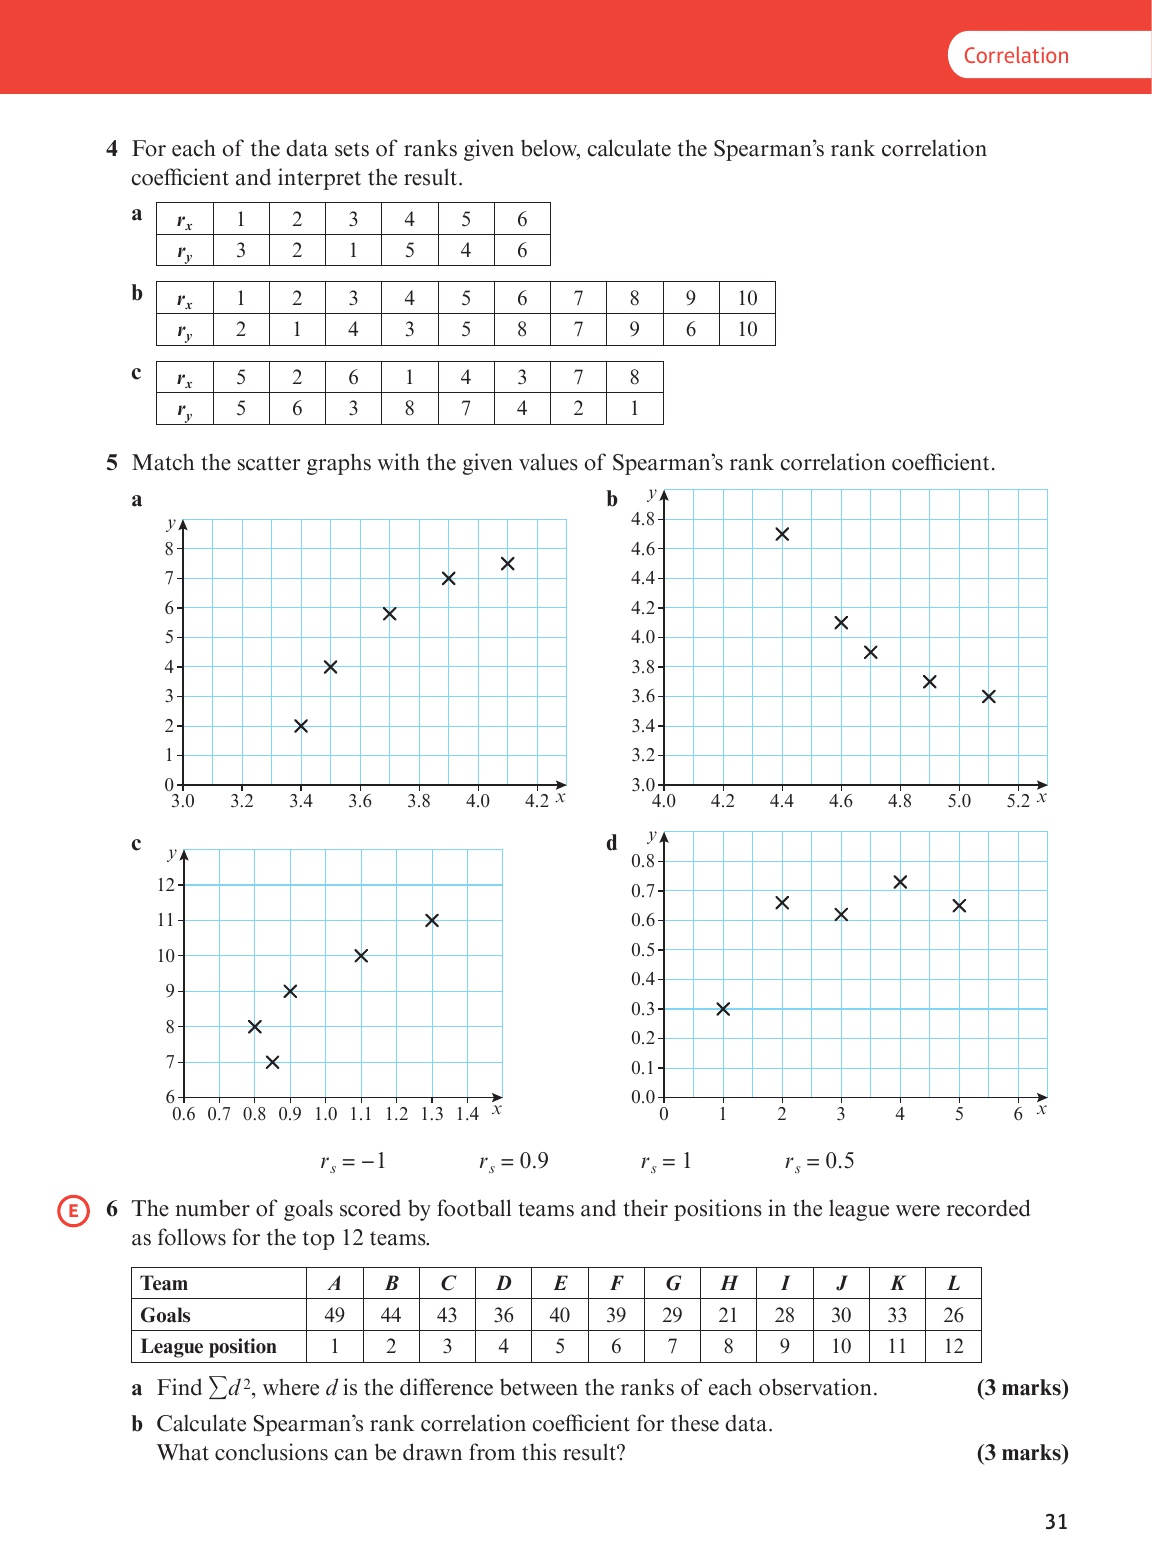 Correlation
4 For each of the data sets of ranks given below, calculate the Spearman’s rank correlation
coefficient and interpret the result.
a
rx 1 2 3 4 5 6
ry 3 2 1 5 4 6
b
rx 1 2 3 4 5 6 7 8 9 10
ry 2 1 4 3 5 8 7 9 6 10
c
rx 5 2 6 1 4 3 7 8
ry 5 6 3 8 7 4 2 1
5 Match the scatter graphs with the given values of Spearman’s rank correlation coefficient.
a
y
8
7
6
5
4
3
2
1
0
3.0 3.2 3.4 3.6 3.8 4.0 4.2 x
b
y
4.8
4.6
4.4
4.2
4.0
3.8
3.6
3.4
3.2
3.0
4.0 4.2 4.4 4.6 4.8 5.0 5.2 x
c
y
12
11
10
9
8
7
6
0.6 0.7 0.8 0.9 1.0 1.1 1.2 1.3 1.4 x
d
y
0.8
0.7
0.6
0.5
0.4
0.3
0.2
0.1
0.0
0 1 2 3 4 5 6 x
rs = −1 rs = 0.9 rs = 1 rs = 0.5
E 6 The number of goals scored by football teams and their positions in the league were recorded
as follows for the top 12 teams.
Team A B C D E F G H I J K L
Goals 49 44 43 36 40 39 29 21 28 30 33 26
League position 1 2 3 4 5 6 7 8 9 10 11 12
a Find ∑d², where d is the difference between the ranks of each observation. (3 marks)
b Calculate Spearman’s rank correlation coefficient for these data.
What conclusions can be drawn from this result? (3 marks)
31